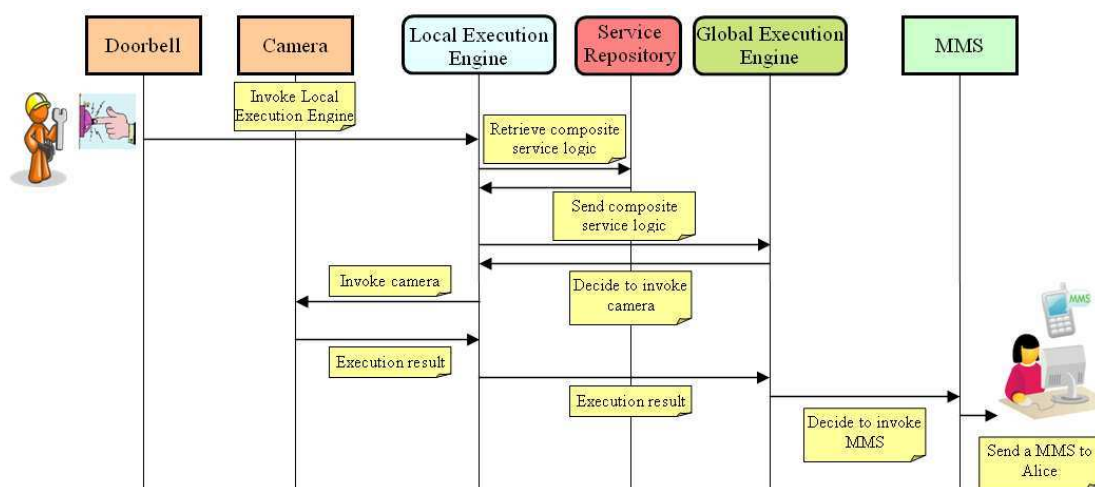 Doorbell
Camera
Local Execution
Engine
Service
Repository
Global Execution
Engine
MMS
Invoke Local
Execution Engine
Retrieve composite
service logic
Send composite
service logic
Invoke camera
Decide to invoke
camera
MMS
Execution result
Execution result
Decide to invoke
MMS
Send a MMS to
Alice